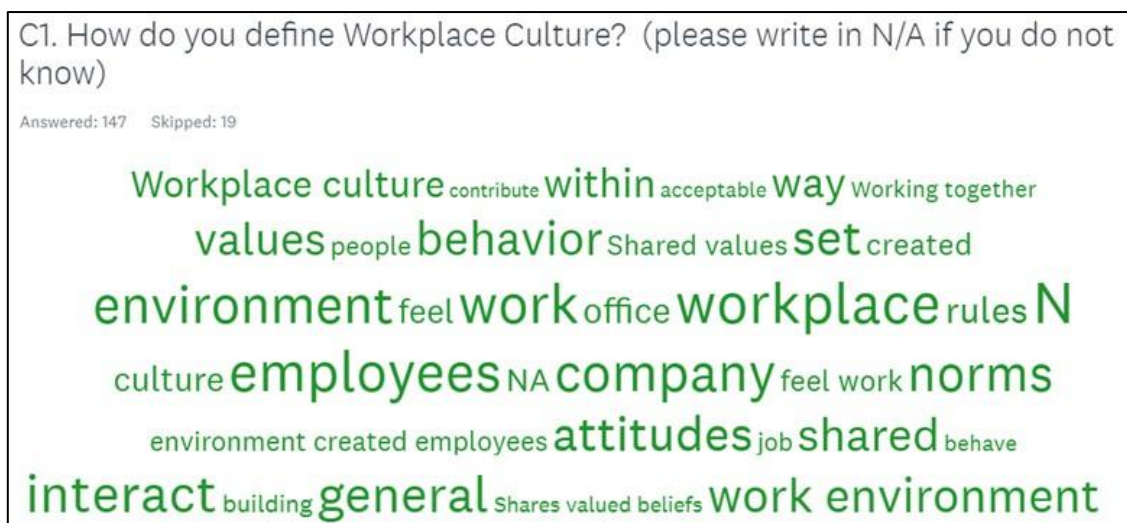 C1. How do you define Workplace Culture? (please write in N/A if you do not
know)
Answered: 147 Skipped: 19
Workplace culture contribute within acceptable way Working together
values people behavior Shared values set created
environment feel work office workplace rules N
culture employees NA company feel work norms
environment created employees attitudes job shared behave
interact building general Shares valued beliefs work environment